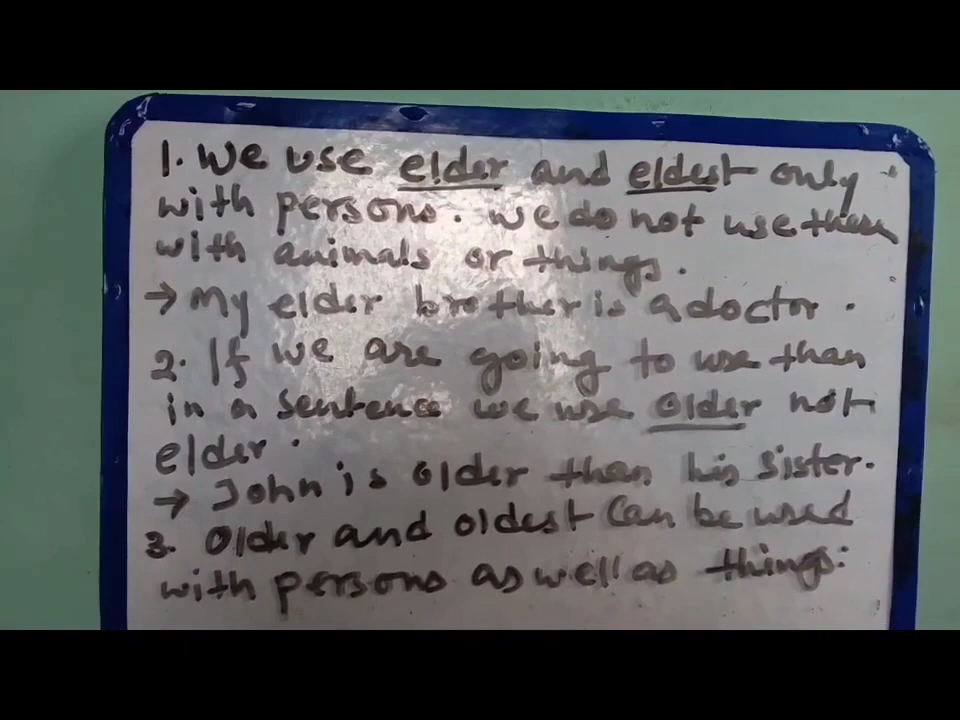 1. We use elder and eldest only
with persons. we do not use them
with animals or things.
→ My elder brother is a doctor.
2. If we are going to use than
in a sentence we use older not
elder.
→ John is older than his sister.
3. Older and oldest can be used
with persons as well as things: